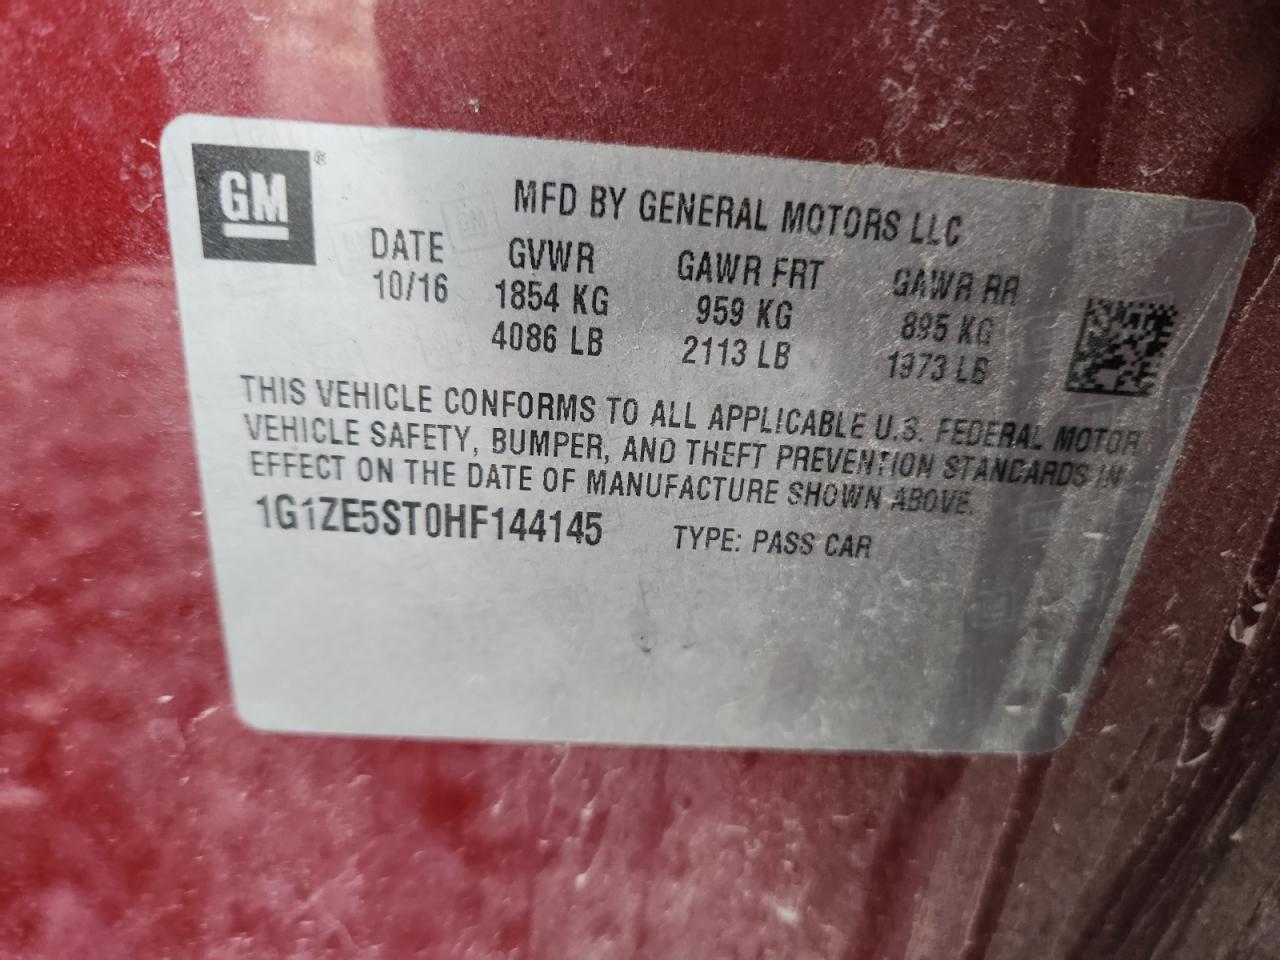 GM ®
MFD BY GENERAL MOTORS LLC
DATE GVWR GAWR FRT GAWR RR
10/16 1854 KG 959 KG 895 KG
4086 LB 2113 LB 1973 LB
THIS VEHICLE CONFORMS TO ALL APPLICABLE U.S. FEDERAL MOTOR
VEHICLE SAFETY, BUMPER, AND THEFT PREVENTION STANDARDS IN
EFFECT ON THE DATE OF MANUFACTURE SHOWN ABOVE.
1G1ZE5ST0HF144145 TYPE: PASS CAR